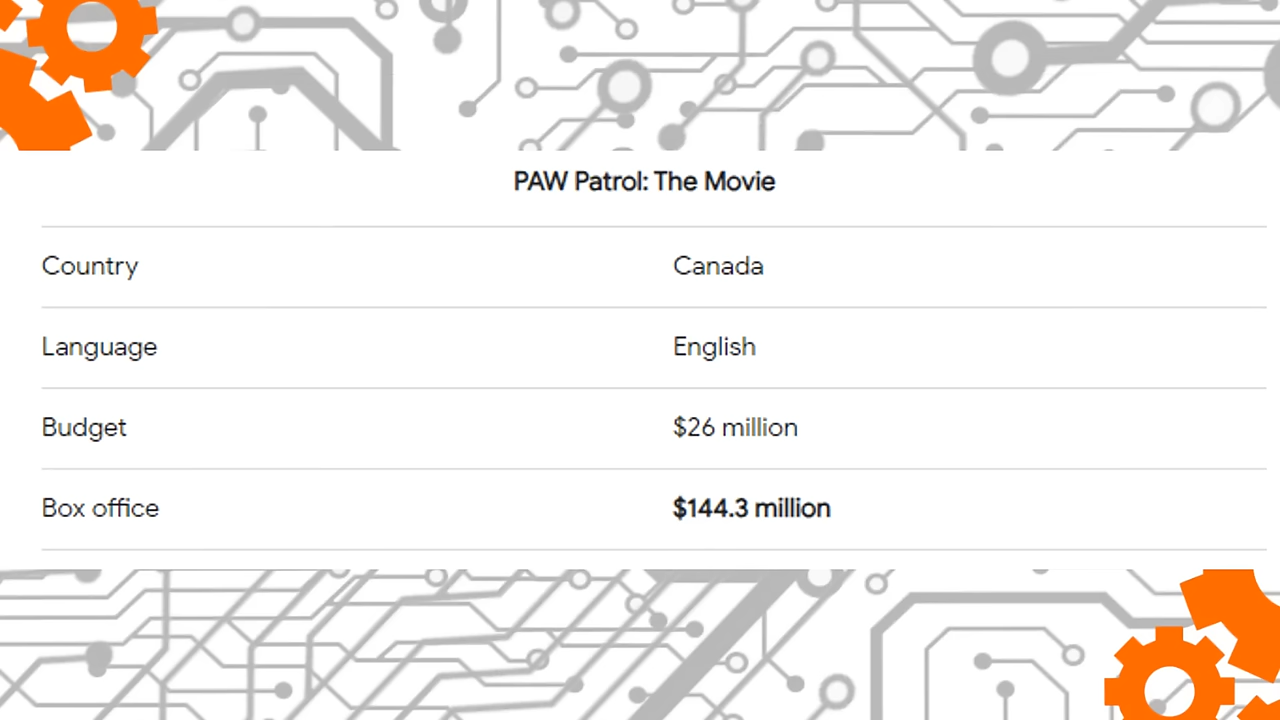 PAW Patrol: The Movie
Country Canada
Language English
Budget $26 million
Box office $144.3 million